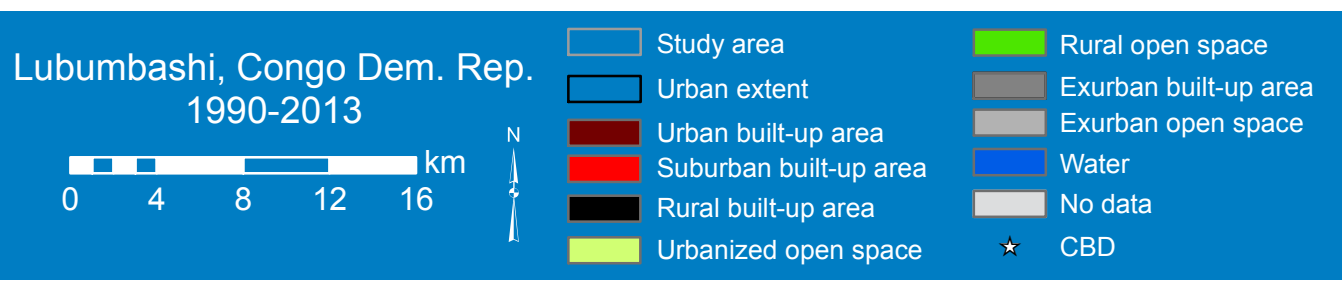 Lubumbashi, Congo Dem. Rep.
1990-2013
km
0 4 8 12 16
N
Study area
Urban extent
Urban built-up area
Suburban built-up area
Rural built-up area
Urbanized open space
Rural open space
Exurban built-up area
Exurban open space
Water
No data
CBD